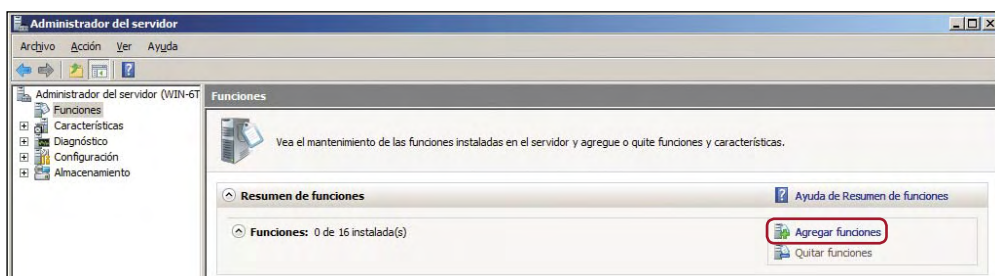 Administrador del servidor
Archivo Acción Ver Ayuda
Administrador del servidor (WIN-6T
Funciones
Características
Diagnóstico
Configuración
Almacenamiento
Funciones
Vea el mantenimiento de las funciones instaladas en el servidor y agregue o quite funciones y características.
Resumen de funciones
Ayuda de Resumen de funciones
Funciones: 0 de 16 instalada(s)
Agregar funciones
Quitar funciones